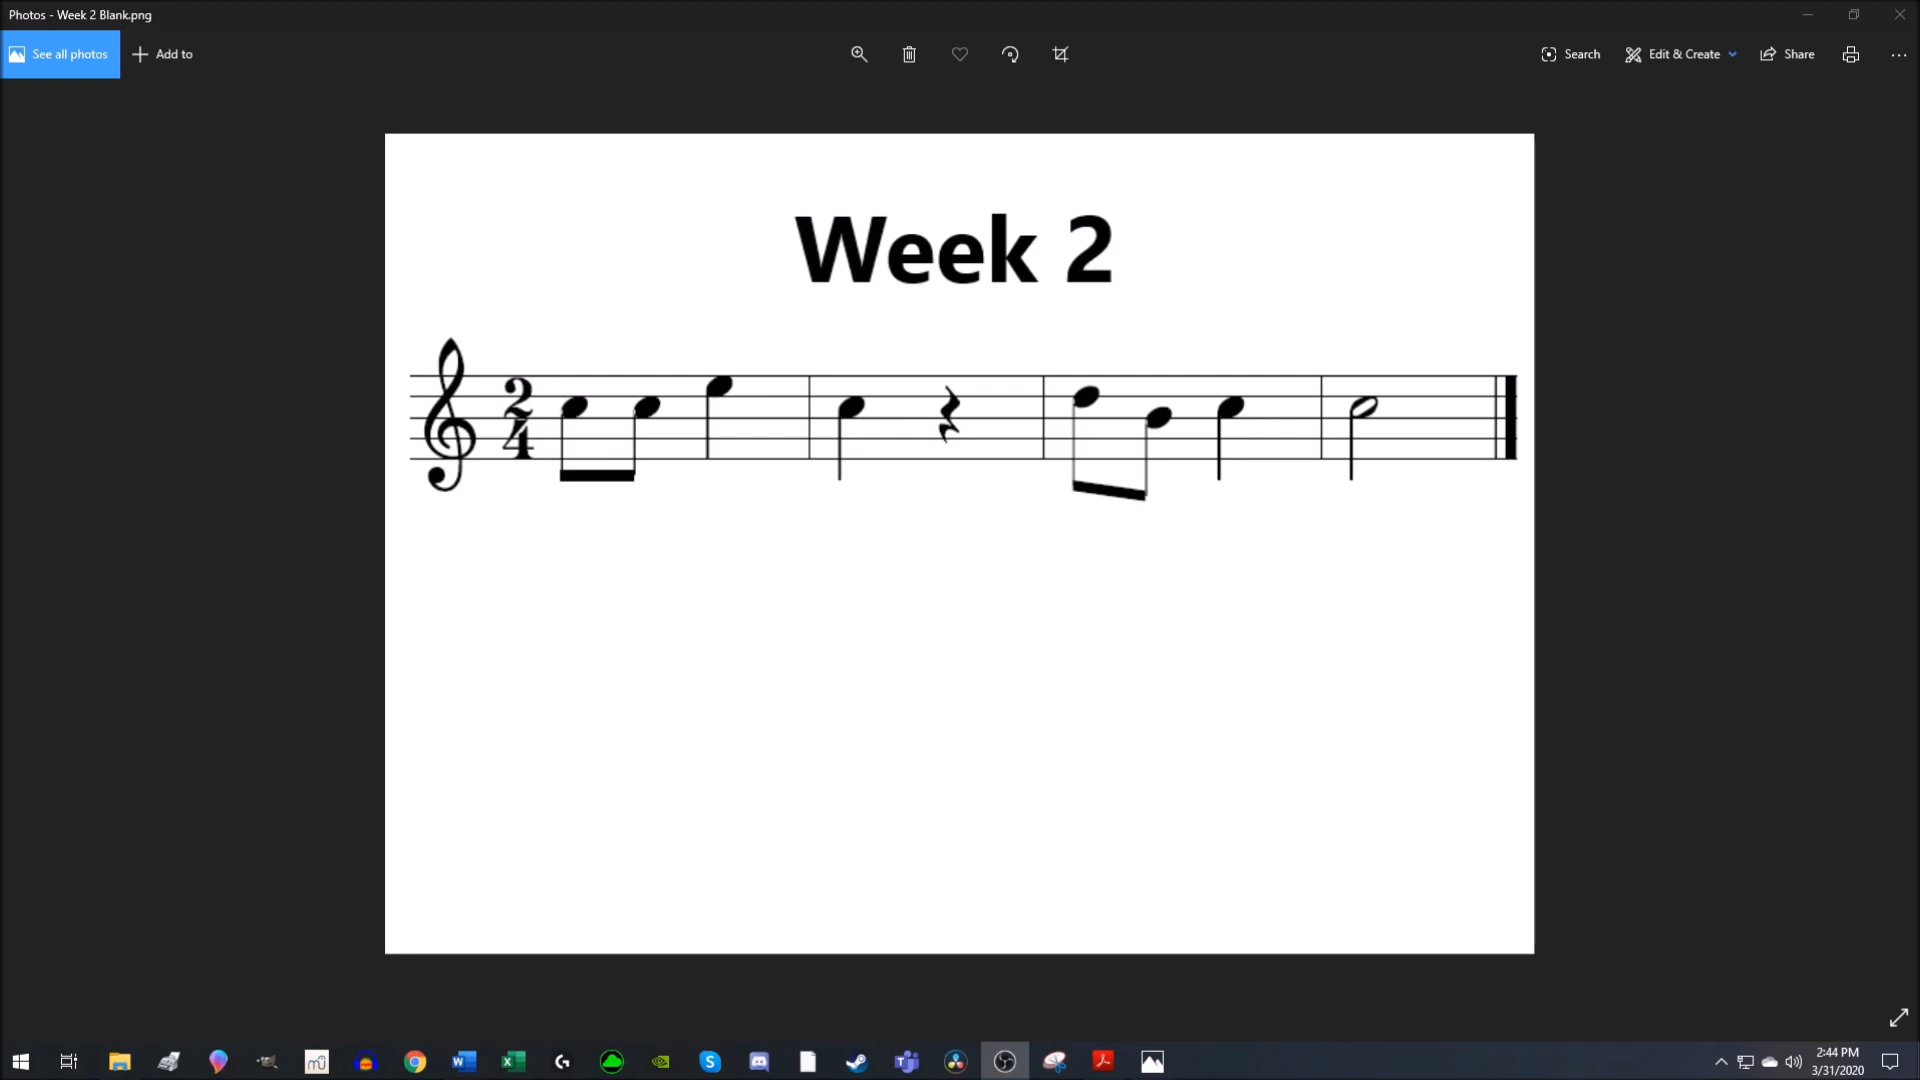 Photos - Week 2 Blank.png
See all photos
Add to
Search
Edit & Create
Share
Week 2
2
4
2:44 PM
3/31/2020